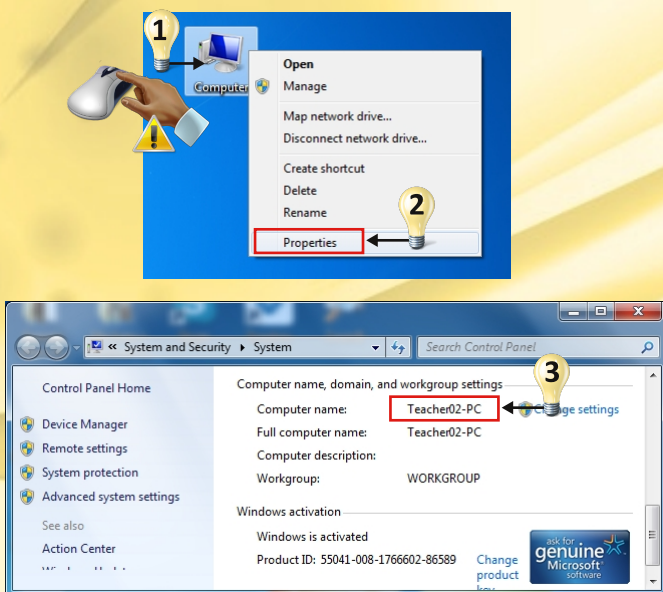 1
Computer
Open
Manage
Map network drive...
Disconnect network drive...
Create shortcut
Delete
Rename
2
Properties
« System and Security ▸ System
Search Control Panel
Control Panel Home
Device Manager
Remote settings
System protection
Advanced system settings
See also
Action Center
Computer name, domain, and workgroup settings
3
Computer name: Teacher02-PC
settings
Full computer name: Teacher02-PC
Computer description:
Workgroup: WORKGROUP
Windows activation
Windows is activated
Product ID: 55041-008-1766602-86589
Change
product
key
ask for
genuine
Microsoft®
software